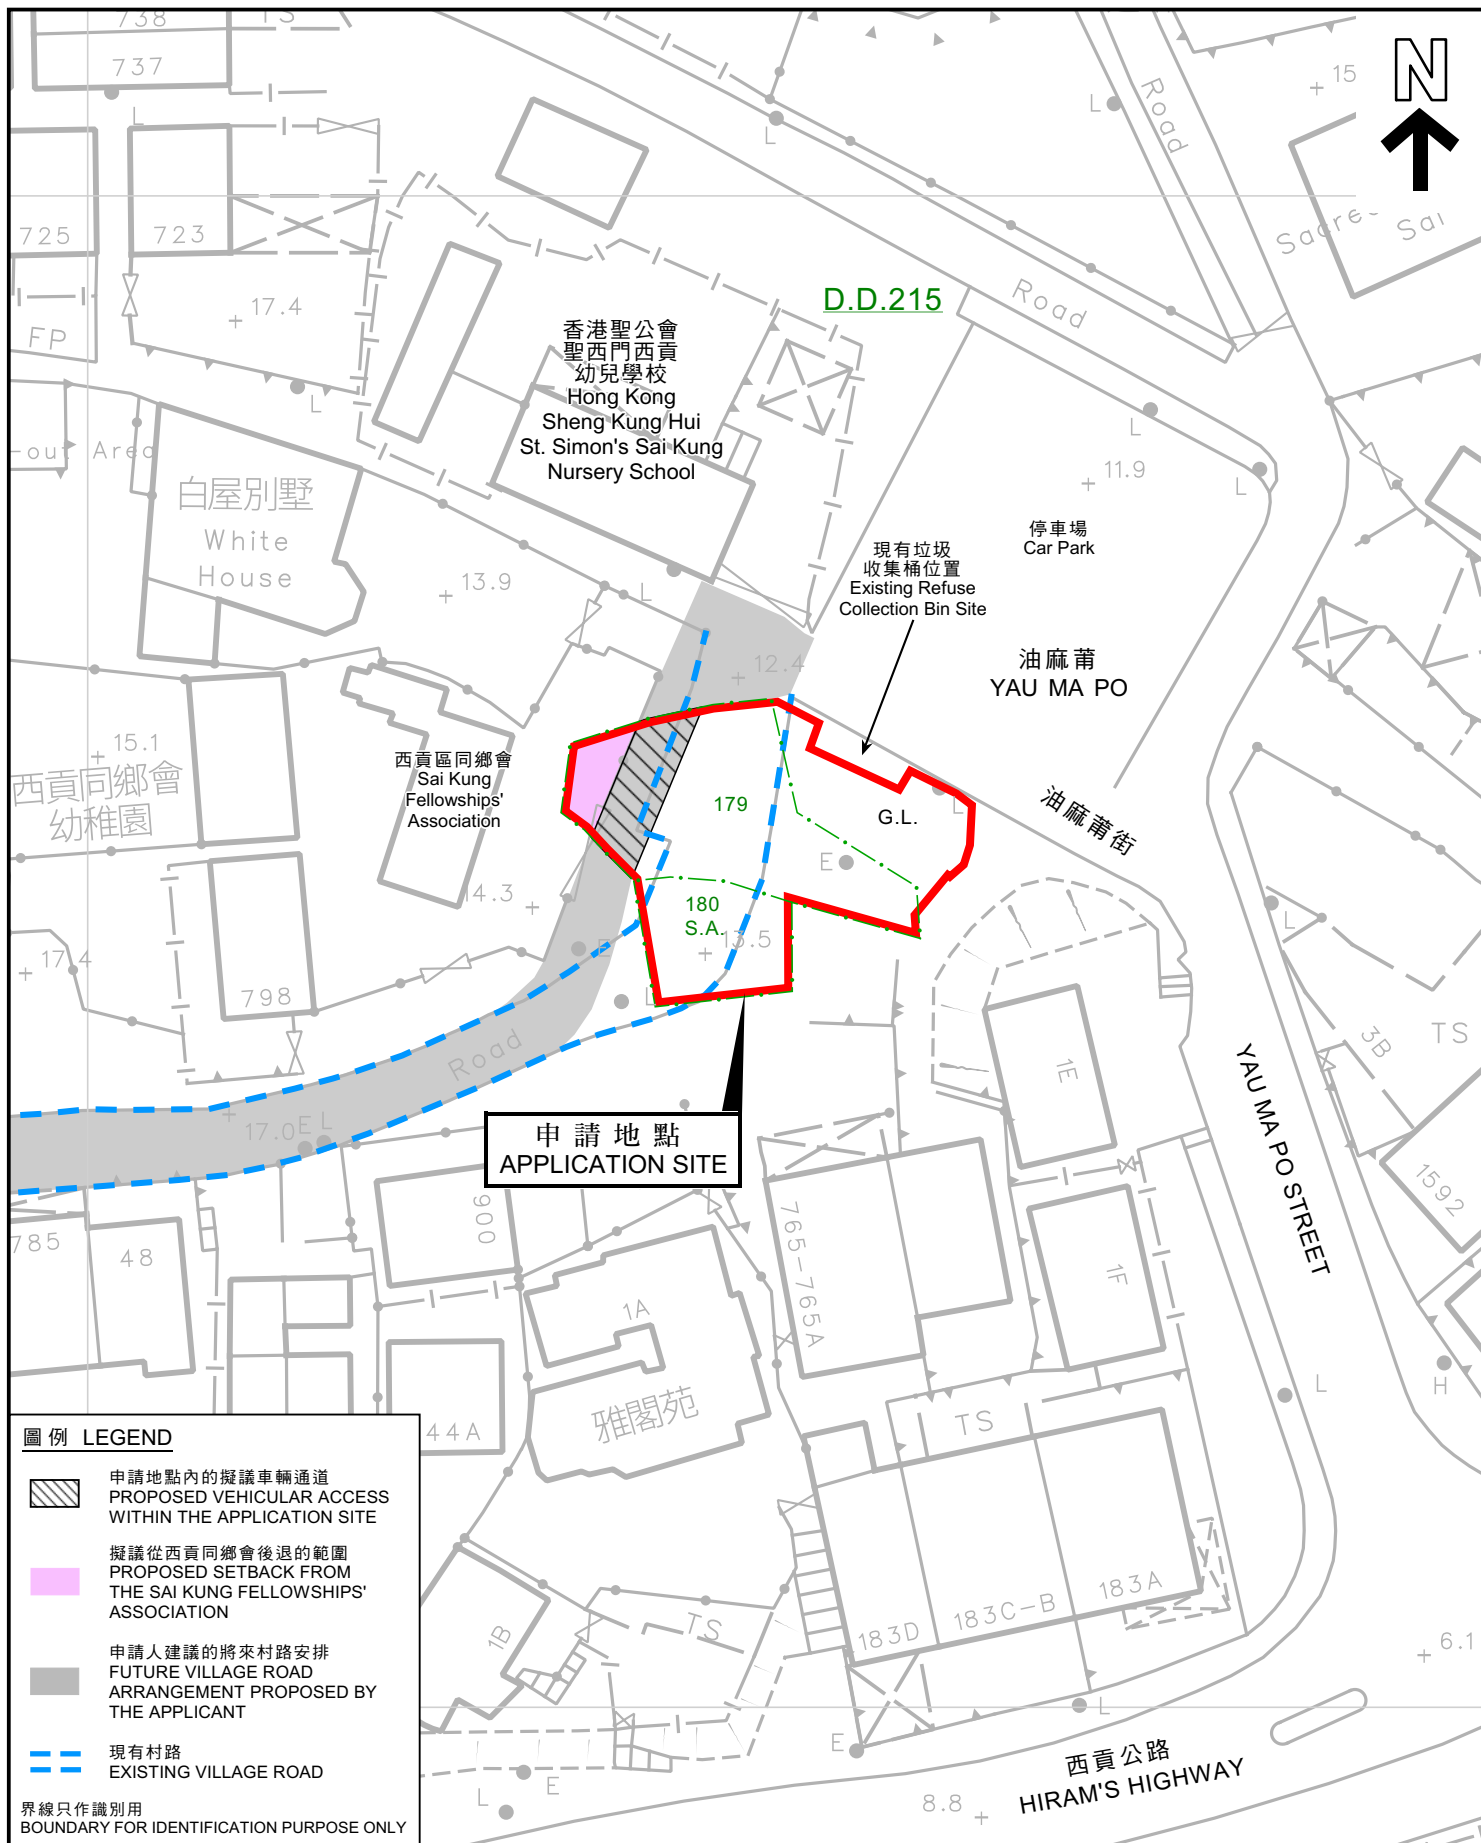 738
TS
737
L
N
15
L
L
Road
725
723
Sai
17.4
D.D.215
Road
FP
香港聖公會
聖西門西貢
幼兒學校
Hong Kong
Sheng Kung Hui
St. Simon's Sai Kung
Nursery School
L
L
-out Area
11.9
L
白屋別墅
White
House
停車場
Car Park
現有垃圾
收集桶位置
Existing Refuse
Collection Bin Site
13.9
L
油麻莆
YAU MA PO
12.4
15.1
西貢同鄉會
幼稚園
西貢區同鄉會
Sai Kung
Fellowships'
Association
179
G.L.
L
油麻莆街
E
14.3
180
S.A.
13.5
L
17.4
E
798
L
Road
3B
TS
1E
YAU MA PO STREET
17.0
E L
申請地點
APPLICATION SITE
1592
785
48
900
765-765A
1F
1A
L
H
雅閣苑
44A
TS
圖例 LEGEND
申請地點內的擬議車輛通道
PROPOSED VEHICULAR ACCESS
WITHIN THE APPLICATION SITE
擬議從西貢同鄉會後退的範圍
PROPOSED SETBACK FROM
THE SAI KUNG FELLOWSHIPS'
ASSOCIATION
申請人建議的將來村路安排
FUTURE VILLAGE ROAD
ARRANGEMENT PROPOSED BY
THE APPLICANT
現有村路
EXISTING VILLAGE ROAD
界線只作識別用
BOUNDARY FOR IDENTIFICATION PURPOSE ONLY
1B
TS
183D
183C-B
183A
6.1
L
E
E
L
西貢公路
HIRAM'S HIGHWAY
8.8